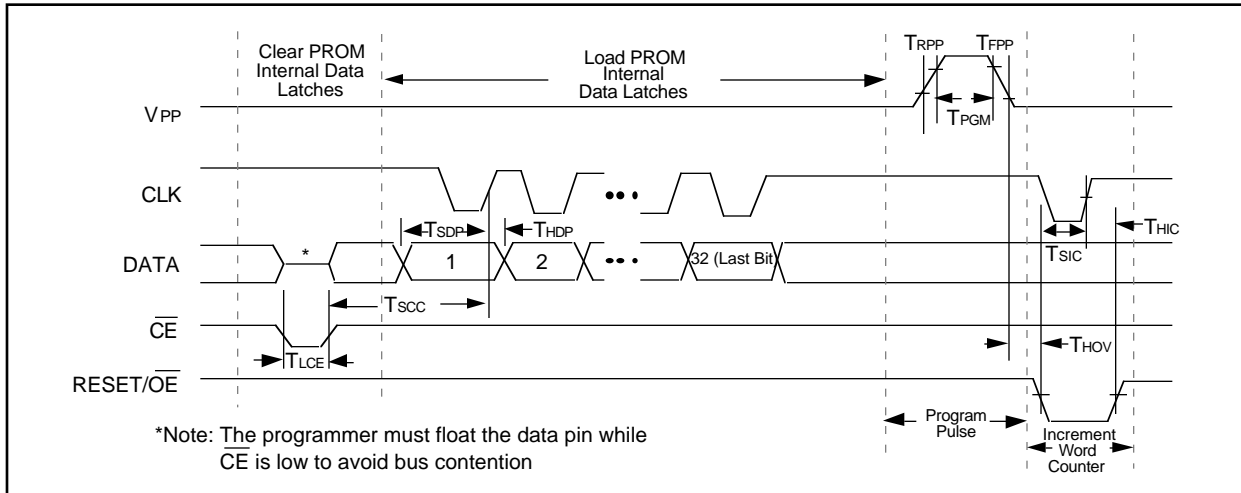 Clear PROM
Internal Data
Latches
Load PROM
Internal
Data Latches
TRPP
TFPP
VPP
TPGM
CLK
TSDP
THDP
TSIC
THIC
DATA
*
1
2
32 (Last Bit
TSCC
CE
TLCE
THOV
RESET/OE
*Note: The programmer must float the data pin while
CE is low to avoid bus contention
Program
Pulse
Increment
Word
Counter